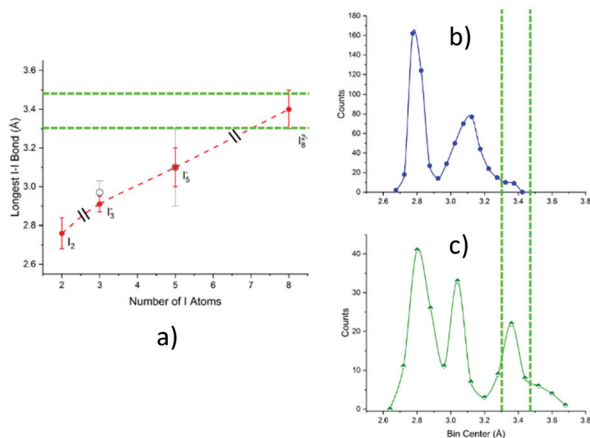 Longest I-I Bond (Å)
3.6
3.4
3.2
3.0
2.8
2.6
I₂
I₃⁻
I₅⁻
I₈²⁻
2 3 4 5 6 7 8
Number of I Atoms
a)
b)
Counts
180
160
140
120
100
80
60
40
20
0
2.6 2.8 3.0 3.2 3.4 3.6 3.8
c)
Counts
50
40
30
20
10
0
2.6 2.8 3.0 3.2 3.4 3.6 3.8
Bin Center (Å)